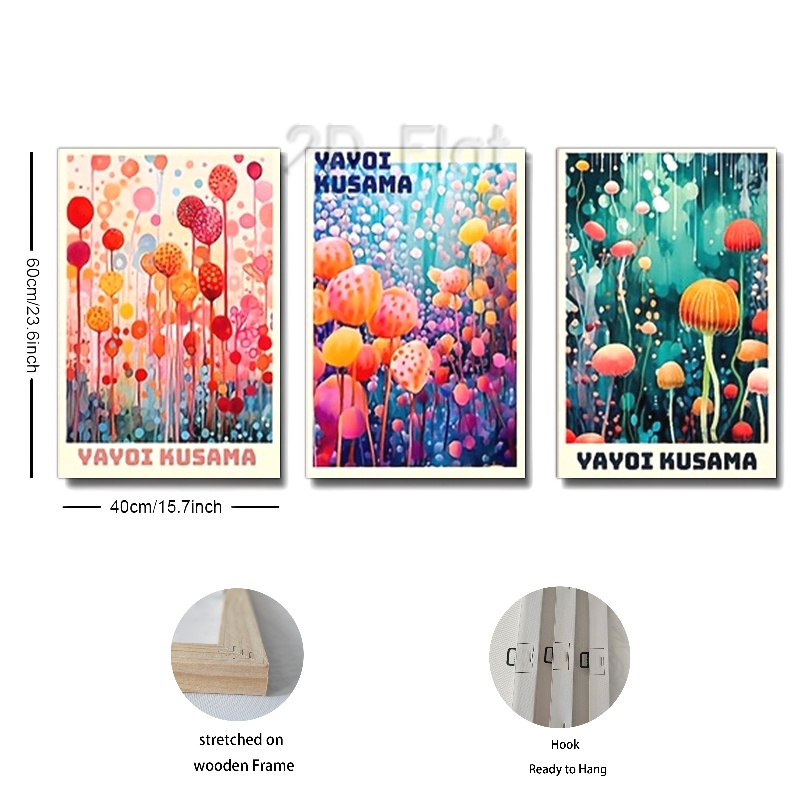 2D Flat
YAYOI
KUSAMA
60cm/23.6inch
YAYOI KUSAMA
YAYOI KUSAMA
40cm/15.7inch
stretched on
wooden Frame
Hook
Ready to Hang